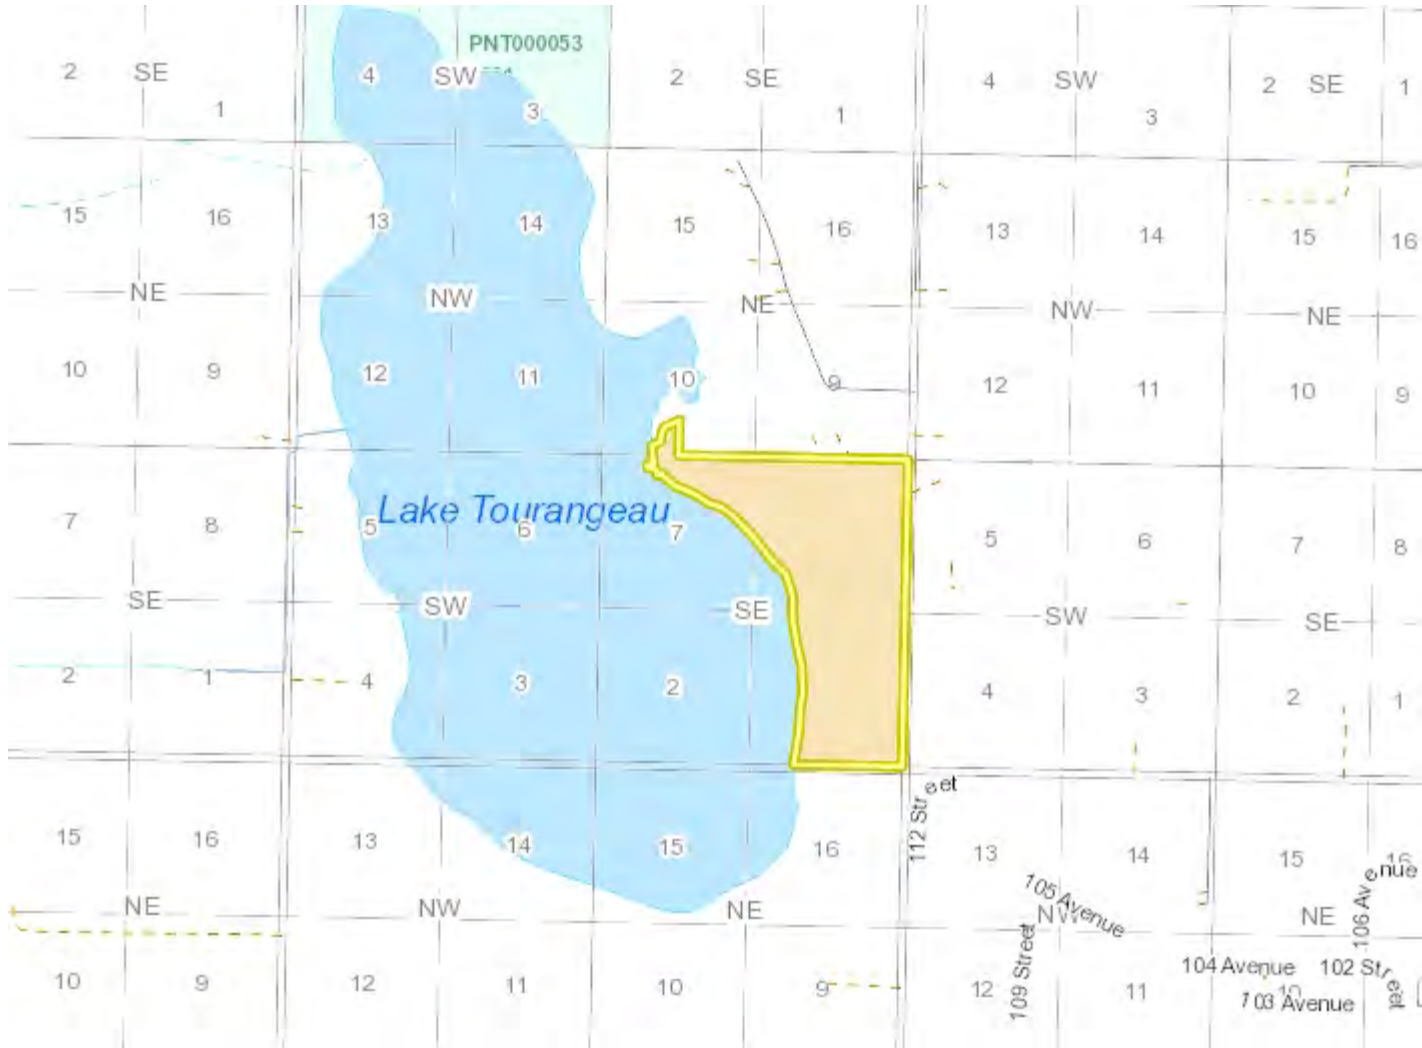 PNT000053
2 SE 4 SW 2 SE 4 SW 2 SE 1
1 3 1 3
15 16 13 14 15 16 13 14 15 16
NE NW NE NW NE
10 9 12 11 10 9 12 11 10 9
Lake Tourangeau
7 8 5 6 7 5 6 7 8
SE SW SE SW SE
2 1 4 3 2 4 3 2 1
112 Street
15 16 13 14 15 16 13 14 15 16
106 Avenue
105 Avenue
NE NW NE NW NE
109 Street
104 Avenue 102 Street
10 9 12 11 10 9 12 11
103 Avenue